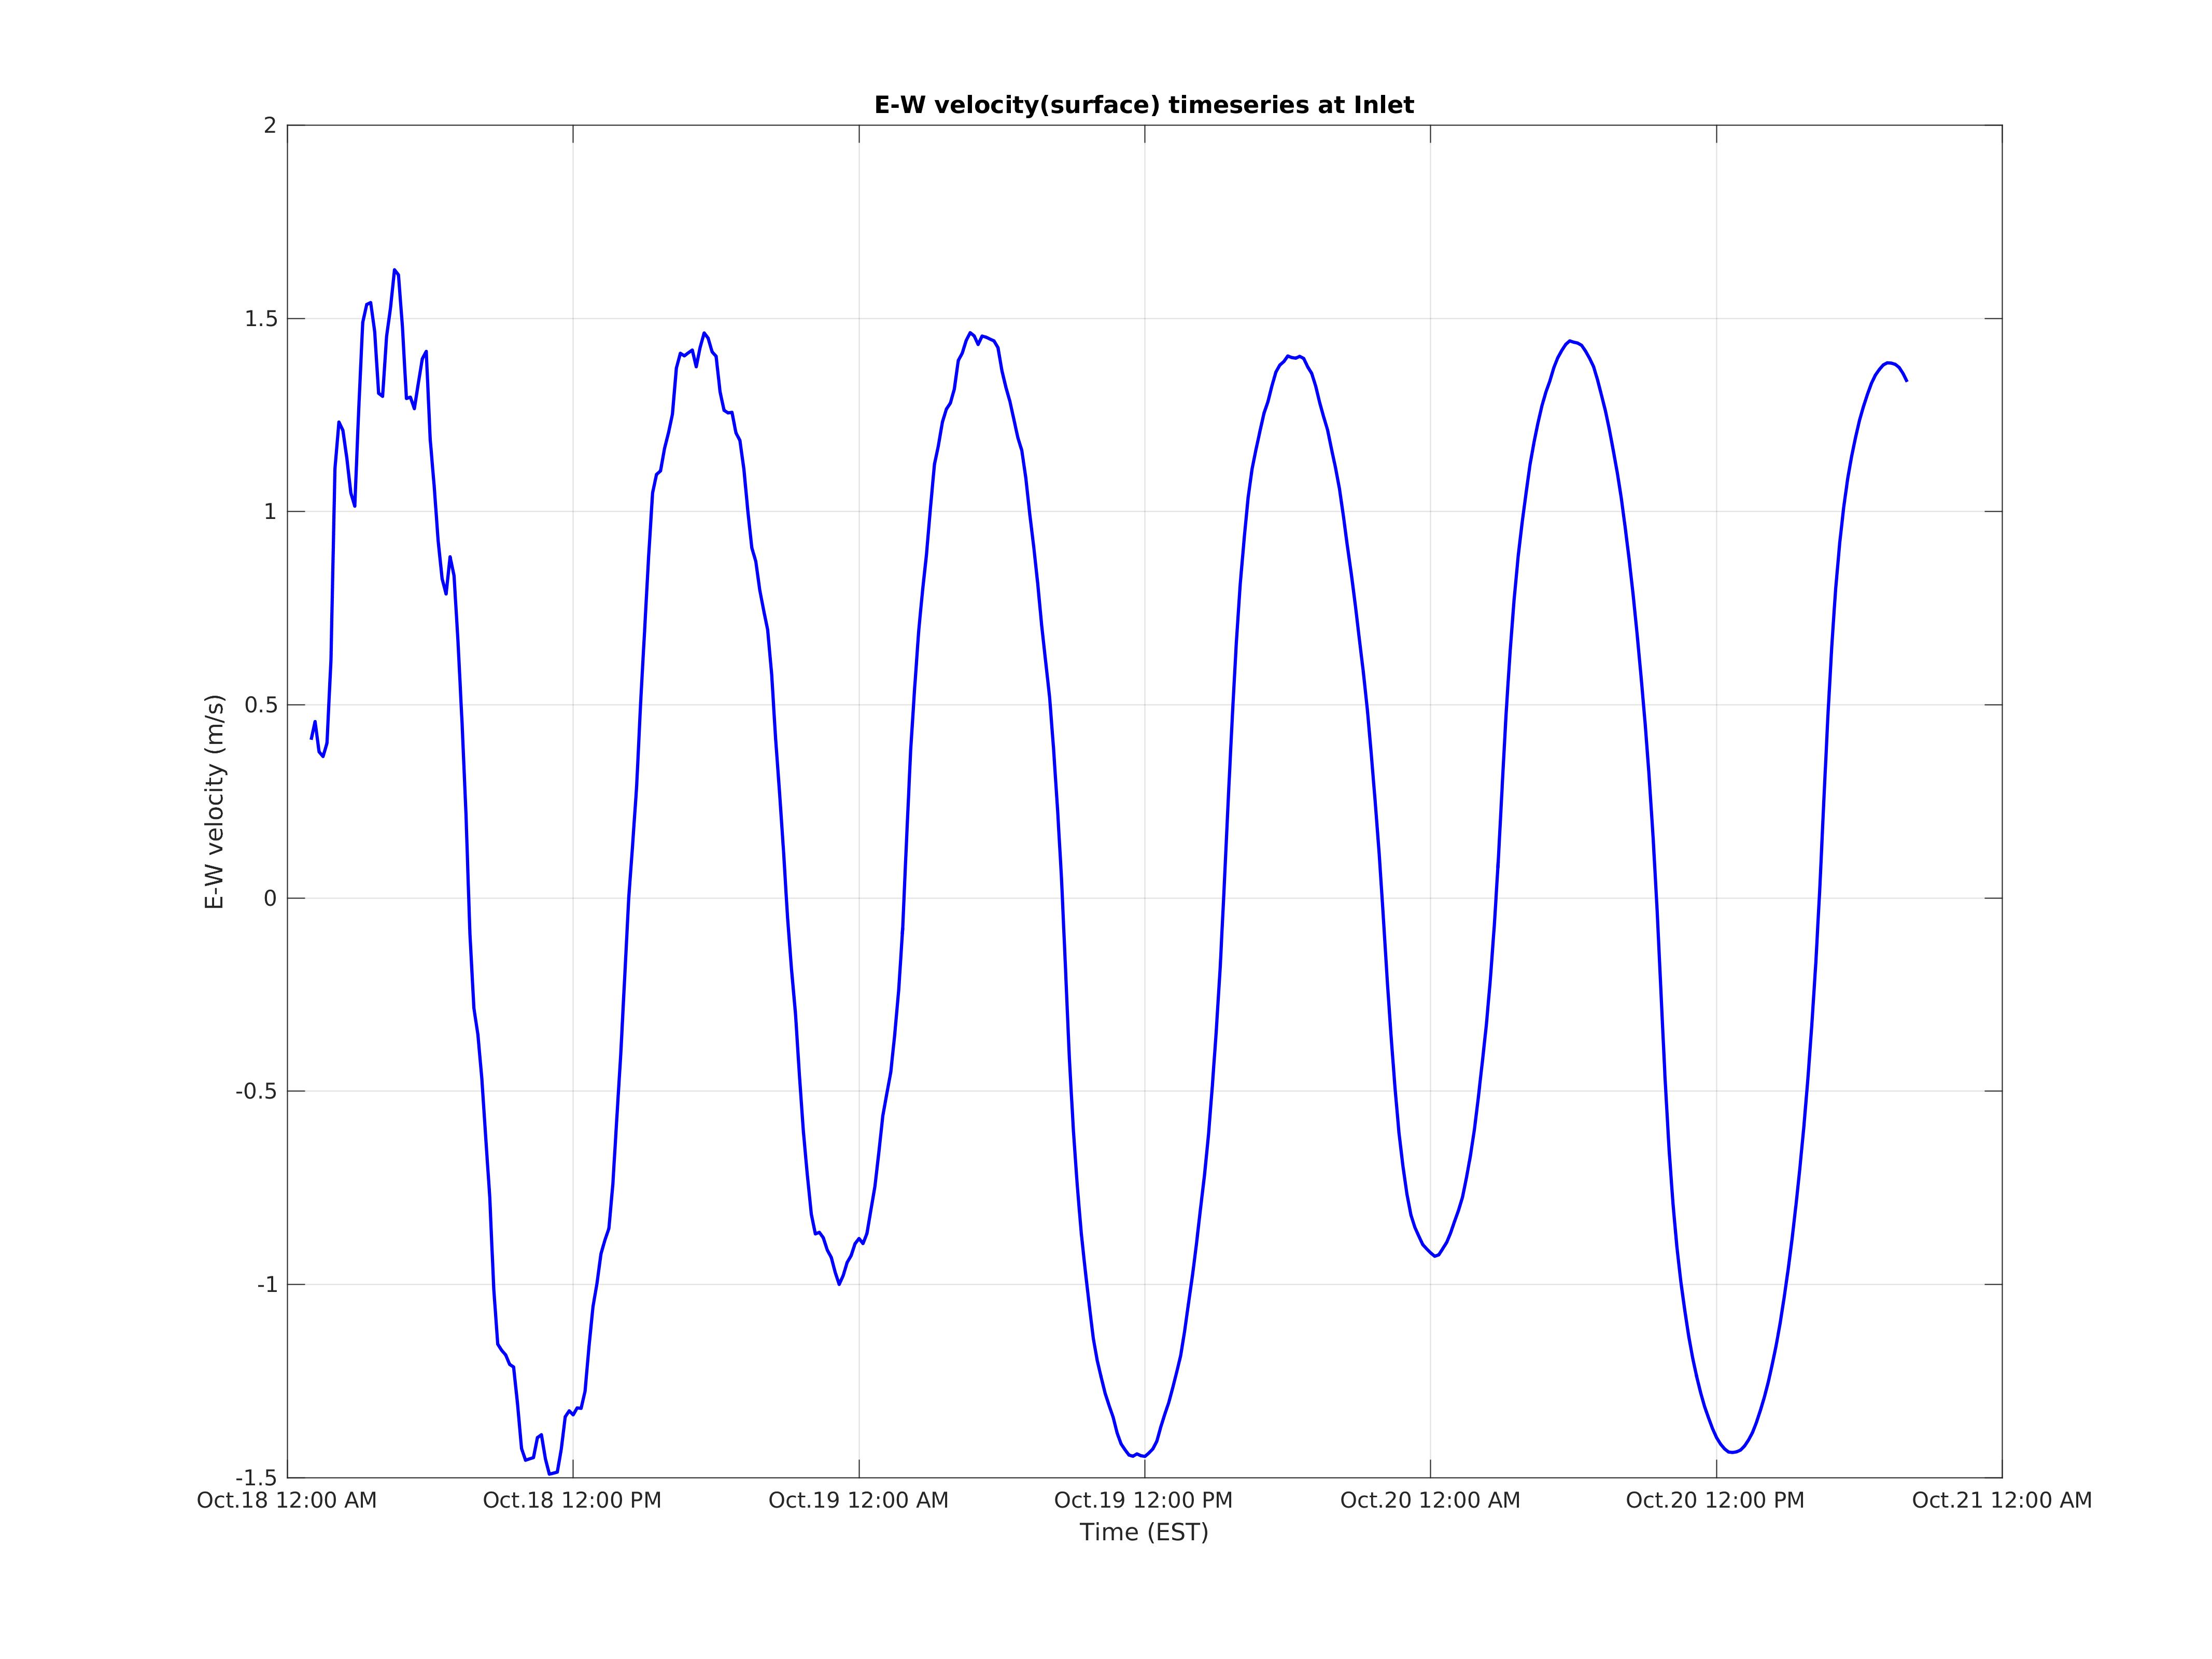 E-W velocity(surface) timeseries at Inlet
2
1.5
1
0.5
0
-0.5
-1
-1.5
E-W velocity (m/s)
Oct.18 12:00 AM
Oct.18 12:00 PM
Oct.19 12:00 AM
Oct.19 12:00 PM
Oct.20 12:00 AM
Oct.20 12:00 PM
Oct.21 12:00 AM
Time (EST)